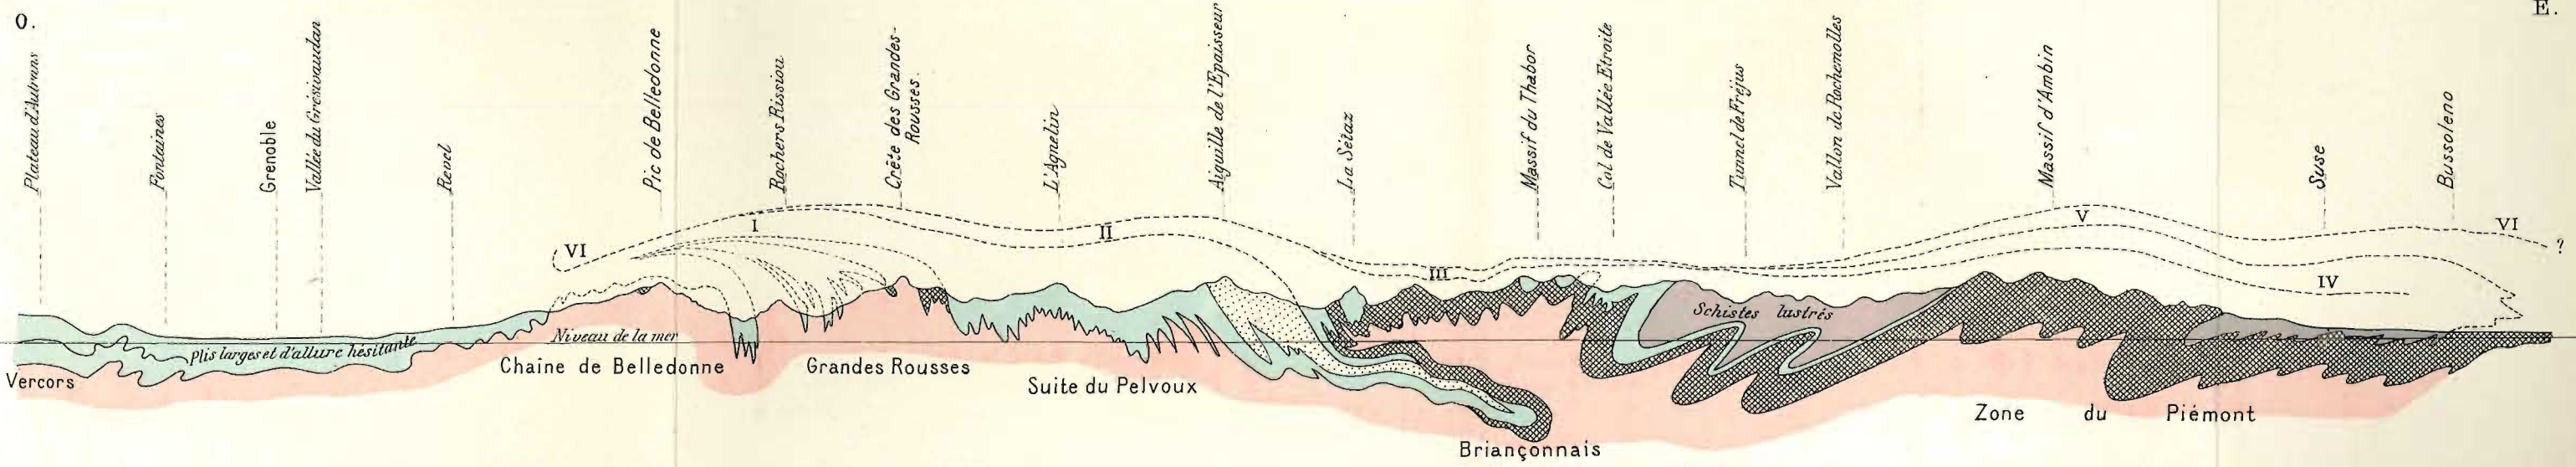 O.
E.
Plateau d'Autrans
Fontaines
Grenoble
Vallée du Grésivaudan
Revel
Pic de Belledonne
Rochers Rissiou
Crête des Grandes-
Rousses.
L'Agnelin
Aiguille de l'Epaisseur
La Sétaz
Massif du Thabor
Col de Vallée Etroite
Tunnel de Fréjus
Vallon de Rochemolles
Massif d'Ambin
Suse
Bussoleno
VI
I
II
III
V
IV
VI
?
Schistes lustrés
Niveau de la mer
Plis larges et d'allure hésitante
Vercors
Chaîne de Belledonne
Grandes Rousses
Suite du Pelvoux
Briançonnais
Zone du Piémont